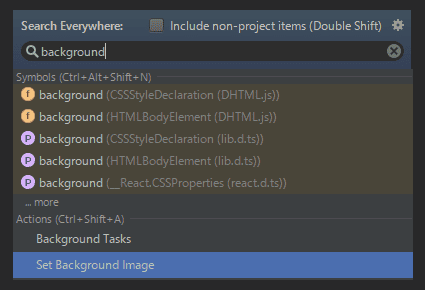 Search Everywhere: Include non-project items (Double Shift)
background
Symbols (Ctrl+Alt+Shift+N)
f background (CSSStyleDeclaration (DHTML.js))
f background (HTMLBodyElement (DHTML.js))
P background (CSSStyleDeclaration (lib.d.ts))
P background (HTMLBodyElement (lib.d.ts))
P background (__React.CSSProperties (react.d.ts))
... more
Actions (Ctrl+Shift+A)
Background Tasks
Set Background Image